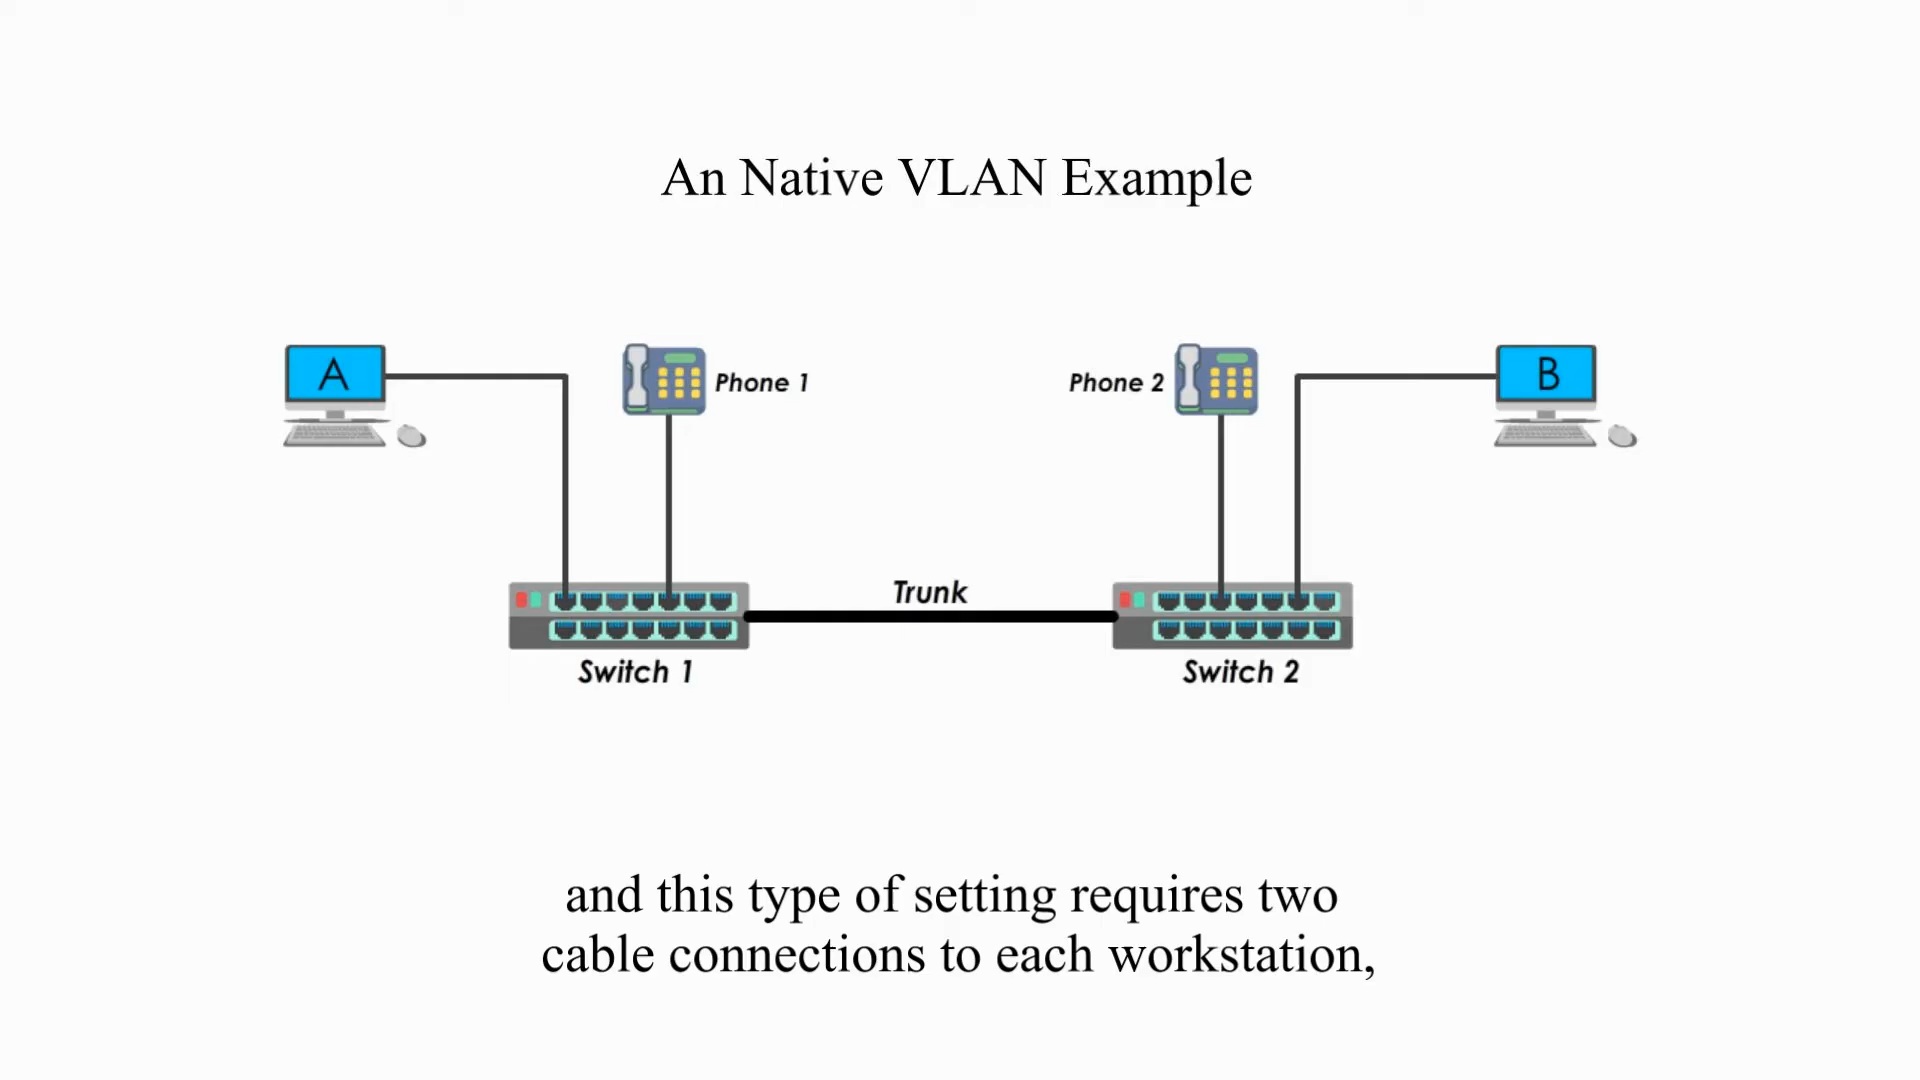 An Native VLAN Example
A
Phone 1
Phone 2
B
Trunk
Switch 1
Switch 2
and this type of setting requires two
cable connections to each workstation,